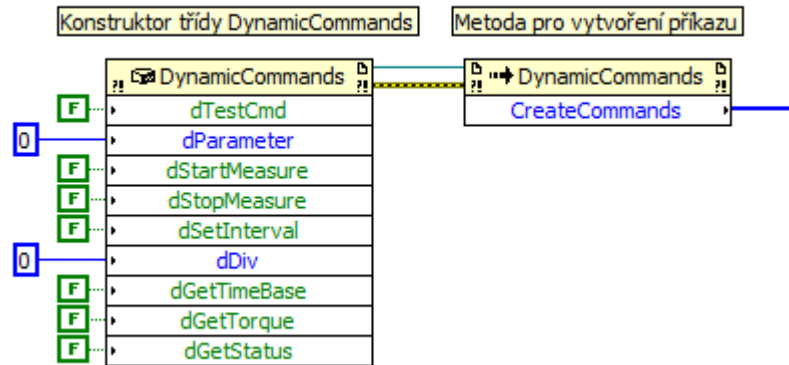 Konstruktor třídy DynamicCommands
Metoda pro vytvoření příkazu
?! DynamicCommands ?!
F dTestCmd
0 dParameter
F dStartMeasure
F dStopMeasure
F dSetInterval
0 dDiv
F dGetTimeBase
F dGetTorque
F dGetStatus
?! DynamicCommands ?!
CreateCommands